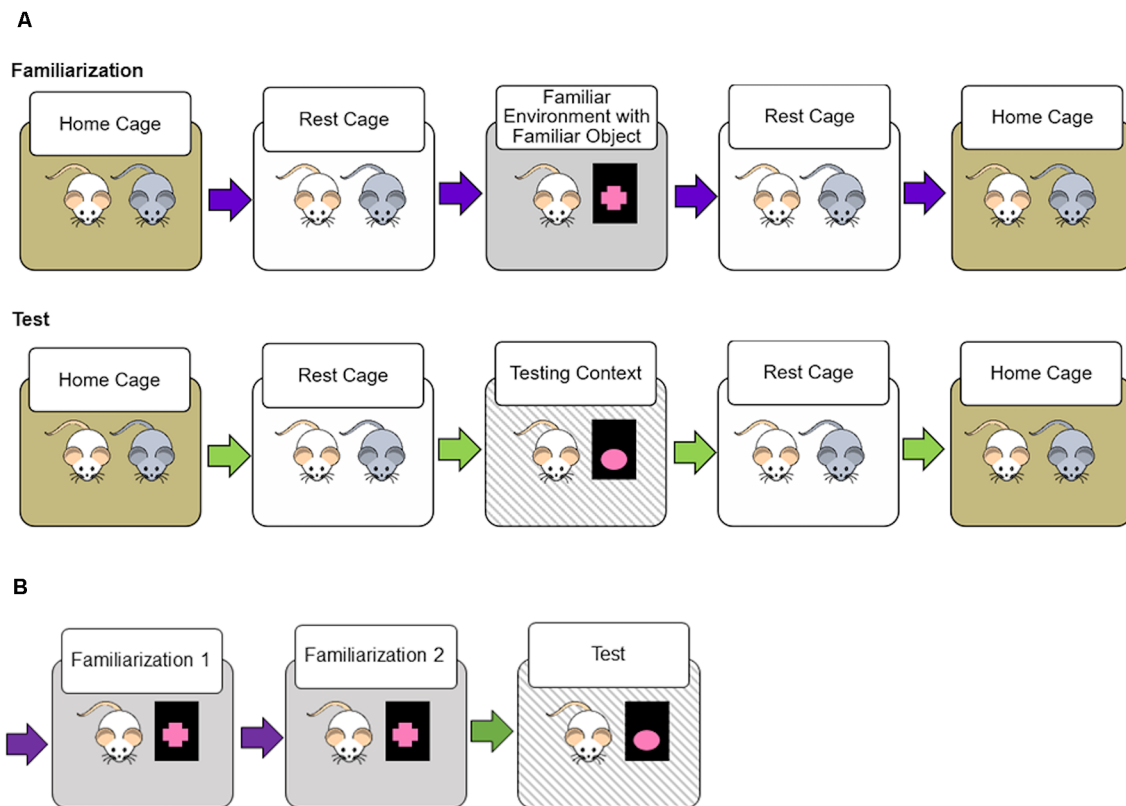 A
Familiarization
Home Cage
Rest Cage
Familiar
Environment with
Familiar Object
Rest Cage
Home Cage
Test
Home Cage
Rest Cage
Testing Context
Rest Cage
Home Cage
B
Familiarization 1
Familiarization 2
Test